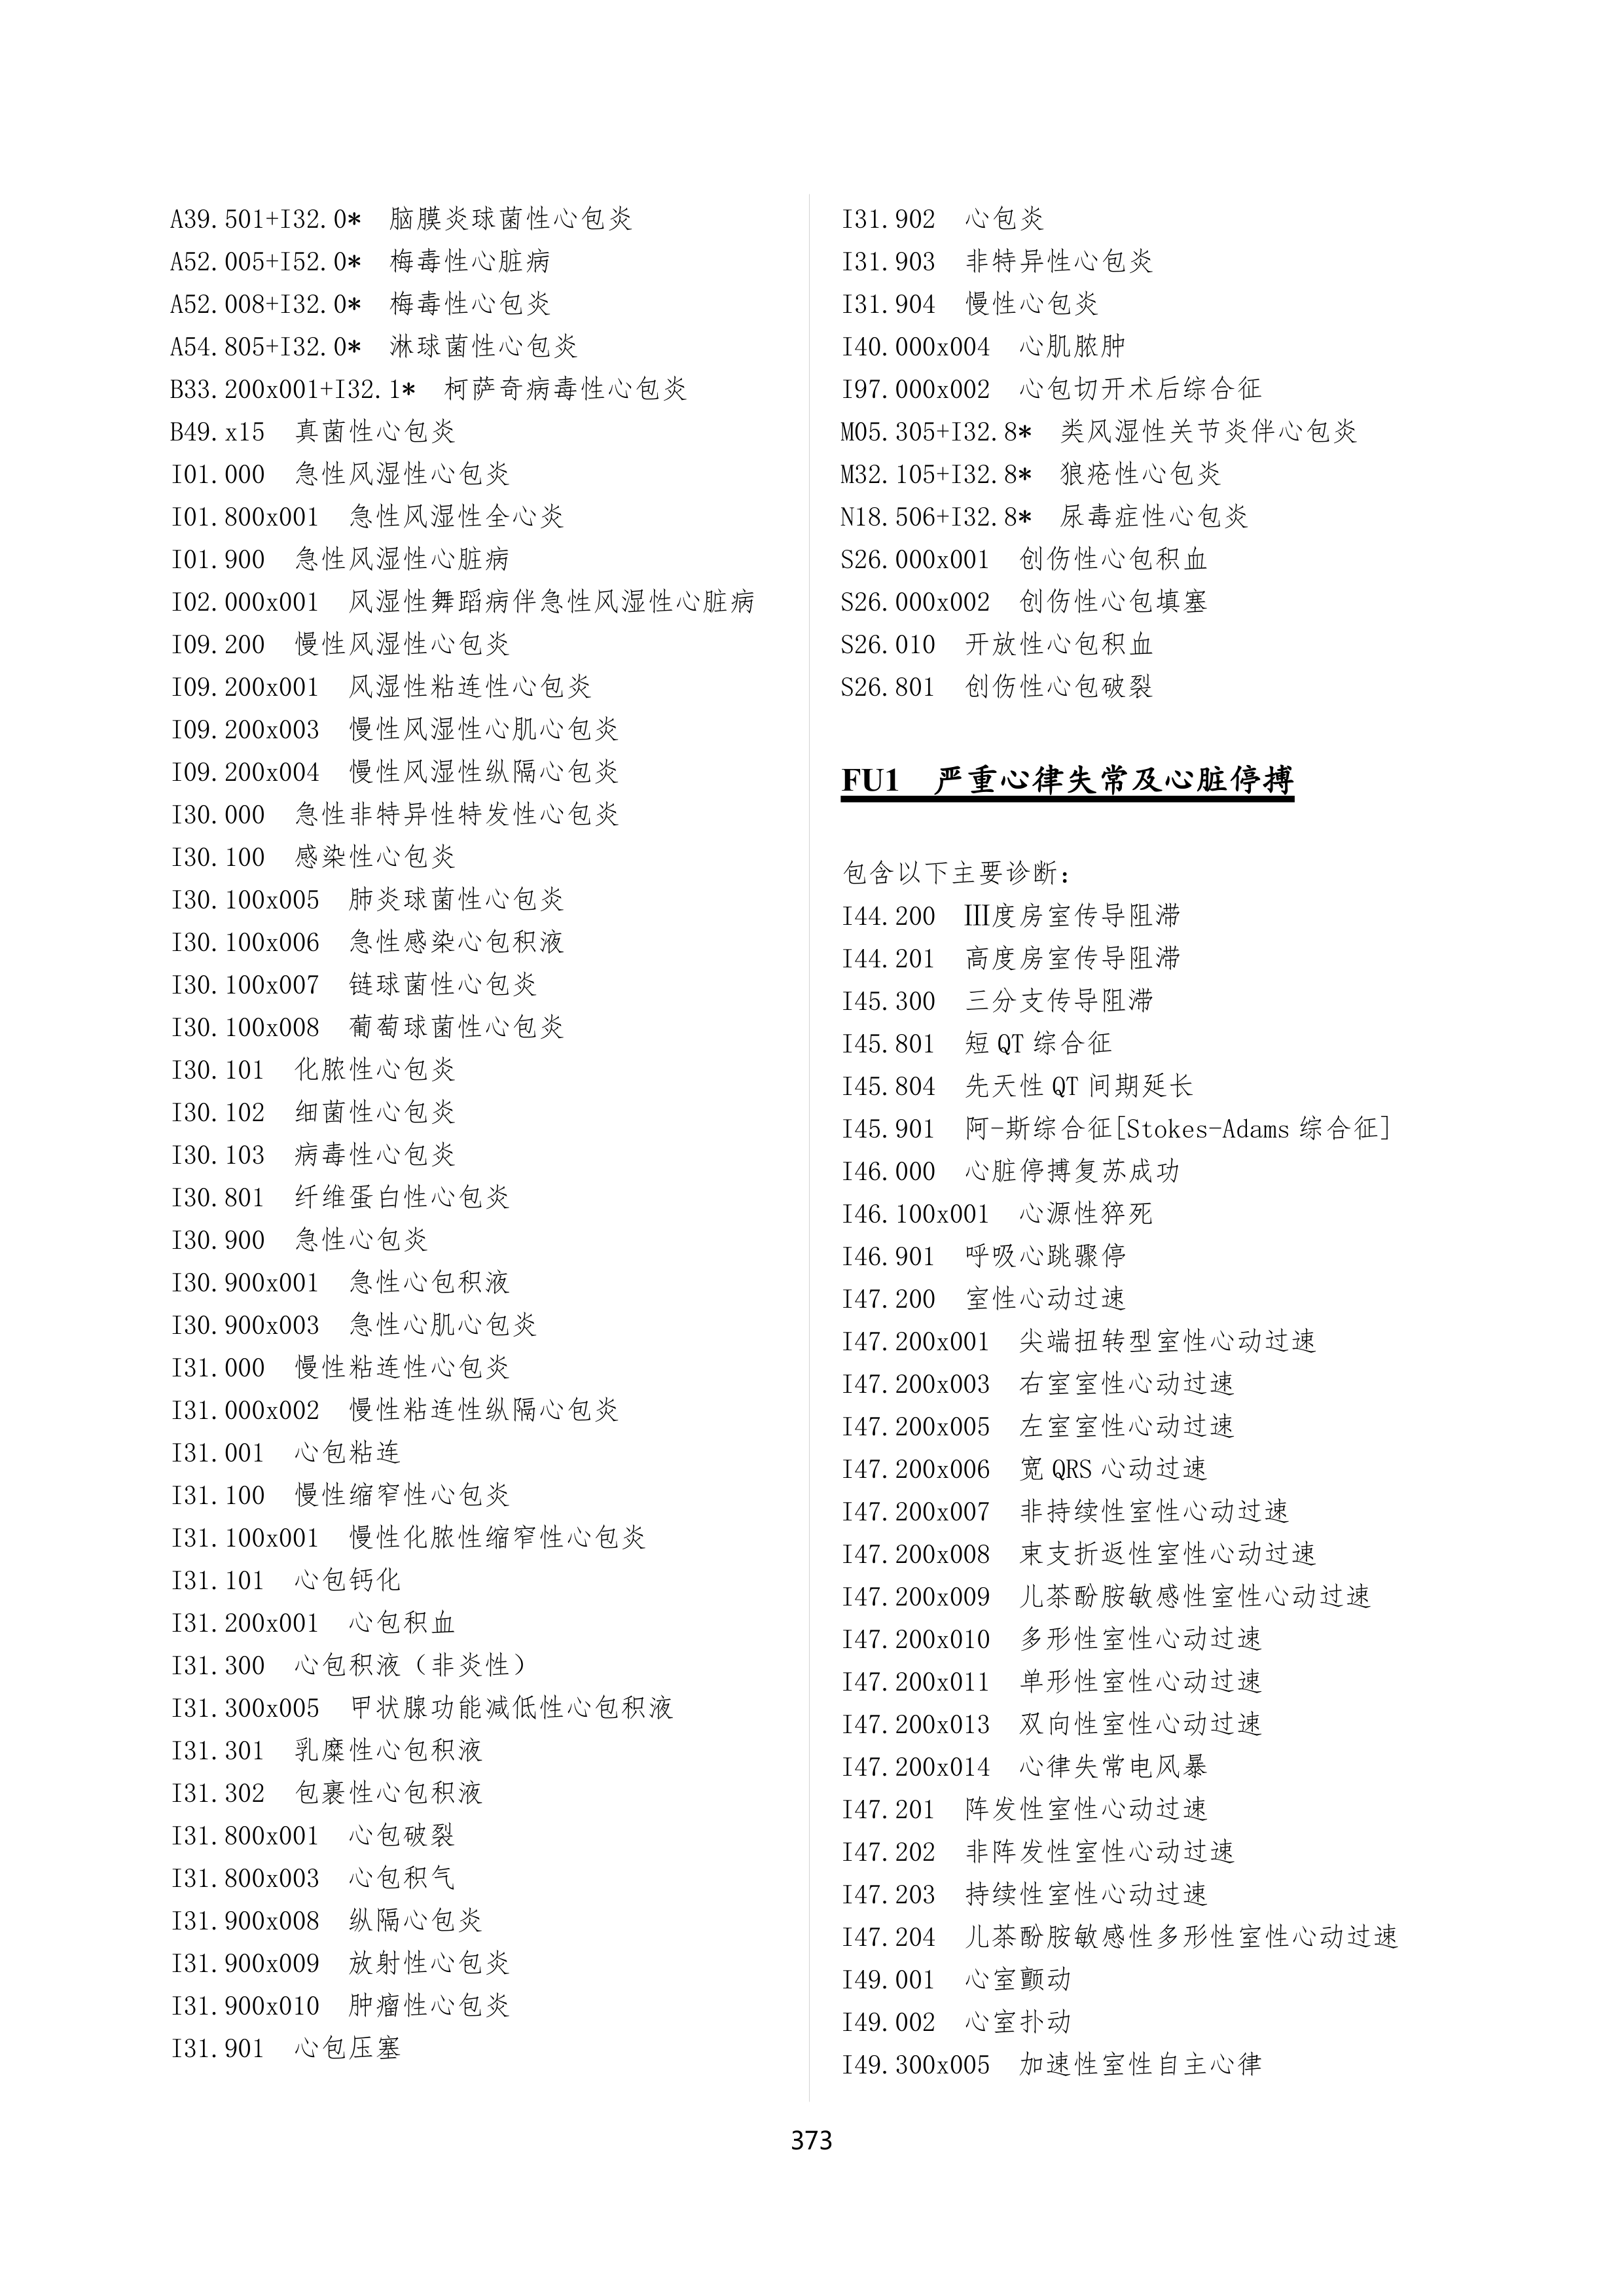 A39.501+I32.0*　脑膜炎球菌性心包炎
A52.005+I52.0*　梅毒性心脏病
A52.008+I32.0*　梅毒性心包炎
A54.805+I32.0*　淋球菌性心包炎
B33.200x001+I32.1*　柯萨奇病毒性心包炎
B49.x15　真菌性心包炎
I01.000　急性风湿性心包炎
I01.800x001　急性风湿性全心炎
I01.900　急性风湿性心脏病
I02.000x001　风湿性舞蹈病伴急性风湿性心脏病
I09.200　慢性风湿性心包炎
I09.200x001　风湿性粘连性心包炎
I09.200x003　慢性风湿性心肌心包炎
I09.200x004　慢性风湿性纵隔心包炎
I30.000　急性非特异性特发性心包炎
I30.100　感染性心包炎
I30.100x005　肺炎球菌性心包炎
I30.100x006　急性感染心包积液
I30.100x007　链球菌性心包炎
I30.100x008　葡萄球菌性心包炎
I30.101　化脓性心包炎
I30.102　细菌性心包炎
I30.103　病毒性心包炎
I30.801　纤维蛋白性心包炎
I30.900　急性心包炎
I30.900x001　急性心包积液
I30.900x003　急性心肌心包炎
I31.000　慢性粘连性心包炎
I31.000x002　慢性粘连性纵隔心包炎
I31.001　心包粘连
I31.100　慢性缩窄性心包炎
I31.100x001　慢性化脓性缩窄性心包炎
I31.101　心包钙化
I31.200x001　心包积血
I31.300　心包积液（非炎性）
I31.300x005　甲状腺功能减低性心包积液
I31.301　乳糜性心包积液
I31.302　包裹性心包积液
I31.800x001　心包破裂
I31.800x003　心包积气
I31.900x008　纵隔心包炎
I31.900x009　放射性心包炎
I31.900x010　肿瘤性心包炎
I31.901　心包压塞
I31.902　心包炎
I31.903　非特异性心包炎
I31.904　慢性心包炎
I40.000x004　心肌脓肿
I97.000x002　心包切开术后综合征
M05.305+I32.8*　类风湿性关节炎伴心包炎
M32.105+I32.8*　狼疮性心包炎
N18.506+I32.8*　尿毒症性心包炎
S26.000x001　创伤性心包积血
S26.000x002　创伤性心包填塞
S26.010　开放性心包积血
S26.801　创伤性心包破裂
FU1　严重心律失常及心脏停搏
包含以下主要诊断：
I44.200　Ⅲ度房室传导阻滞
I44.201　高度房室传导阻滞
I45.300　三分支传导阻滞
I45.801　短 QT 综合征
I45.804　先天性 QT 间期延长
I45.901　阿-斯综合征[Stokes-Adams 综合征]
I46.000　心脏停搏复苏成功
I46.100x001　心源性猝死
I46.901　呼吸心跳骤停
I47.200　室性心动过速
I47.200x001　尖端扭转型室性心动过速
I47.200x003　右室室性心动过速
I47.200x005　左室室性心动过速
I47.200x006　宽 QRS 心动过速
I47.200x007　非持续性室性心动过速
I47.200x008　束支折返性室性心动过速
I47.200x009　儿茶酚胺敏感性室性心动过速
I47.200x010　多形性室性心动过速
I47.200x011　单形性室性心动过速
I47.200x013　双向性室性心动过速
I47.200x014　心律失常电风暴
I47.201　阵发性室性心动过速
I47.202　非阵发性室性心动过速
I47.203　持续性室性心动过速
I47.204　儿茶酚胺敏感性多形性室性心动过速
I49.001　心室颤动
I49.002　心室扑动
I49.300x005　加速性室性自主心律
373